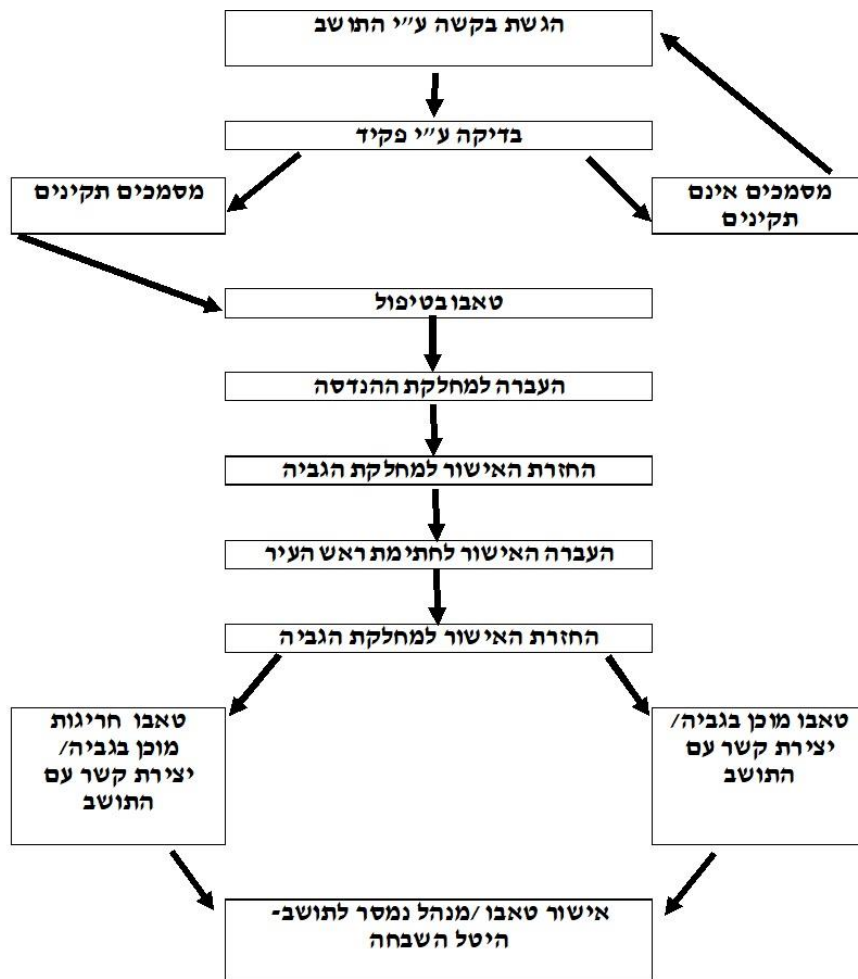 הגשת בקשה ע״י התושב
בדיקה ע״י פקיד
מסמכים אינם
תקינים
מסמכים תקינים
טאבו בטיפול
העברה למחלקת ההנדסה
החזרת האישור למחלקת הגביה
העברה האישור לחתימת ראש העיר
החזרת האישור למחלקת הגביה
טאבו מוכן בגביה/
יצירת קשר עם
התושב
טאבו חריגות
מוכן בגביה/
יצירת קשר עם
התושב
אישור טאבו /מנהל נמסר לתושב-
היטל השבחה